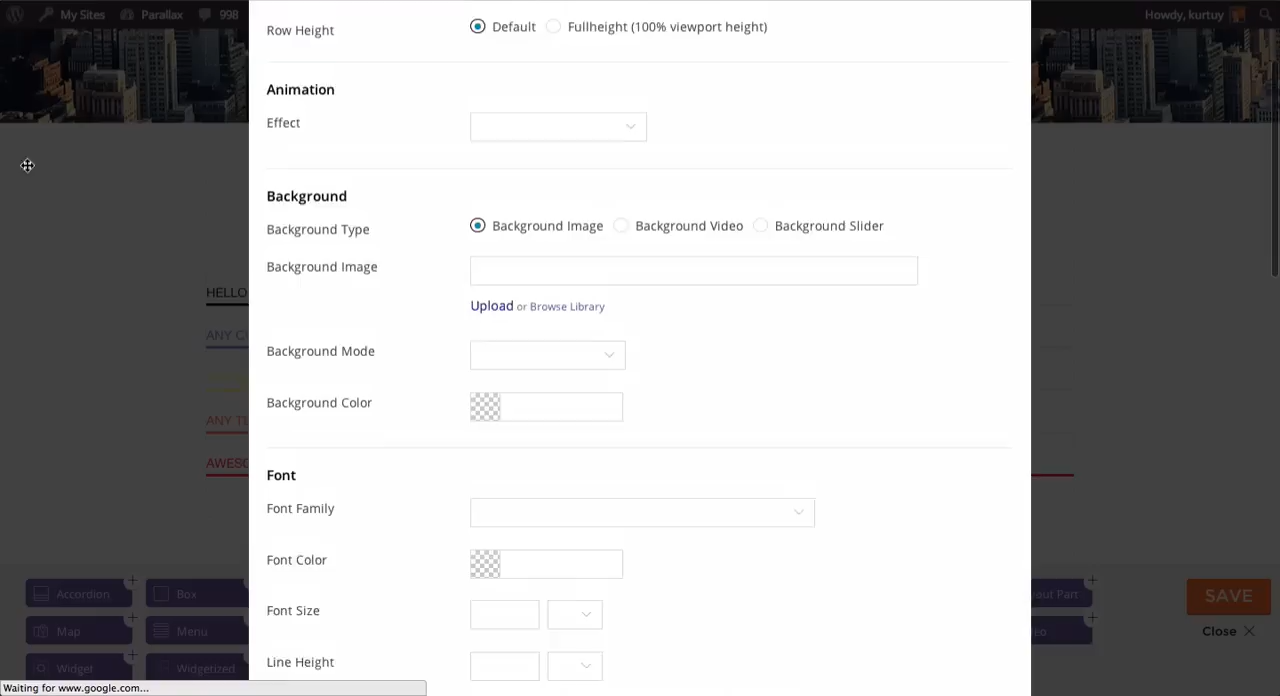 My Sites Parallax 998 Howdy, kurtuy
Row Height Default Fullheight (100% viewport height)
Animation
Effect
Background
Background Type Background Image Background Video Background Slider
Background Image
HELLO
Upload or Browse Library
ANY
Background Mode
Background Color
ANY
AWESO
Font
Font Family
Font Color
Accordion Box out Part SAVE
Font Size
Map Menu eo Close
Line Height
Widget Widgetized
Waiting for www.google.com...